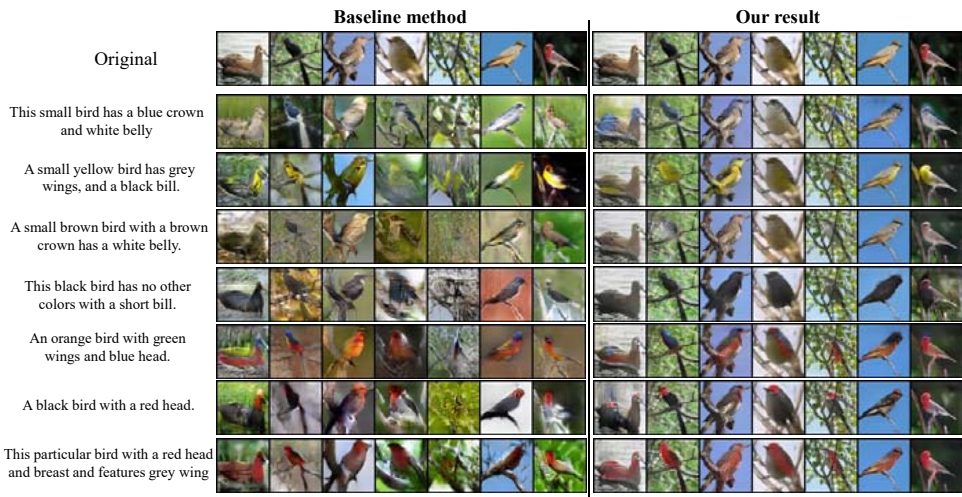 Baseline method
Our result
Original
This small bird has a blue crown
and white belly
A small yellow bird has grey
wings, and a black bill.
A small brown bird with a brown
crown has a white belly.
This black bird has no other
colors with a short bill.
An orange bird with green
wings and blue head.
A black bird with a red head.
This particular bird with a red head
and breast and features grey wing